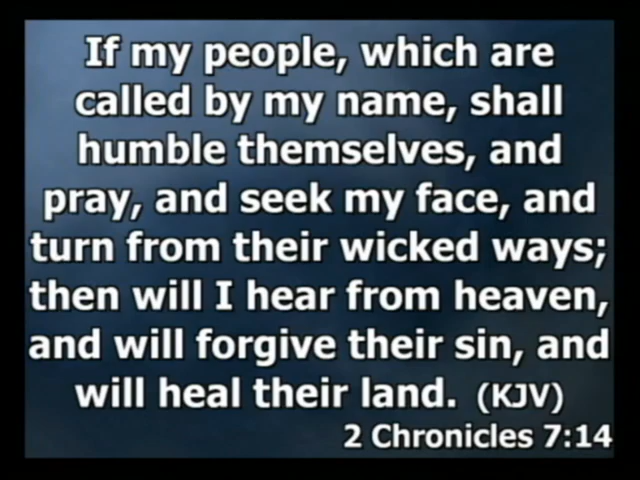 If my people, which are
called by my name, shall
humble themselves, and
pray, and seek my face, and
turn from their wicked ways;
then will I hear from heaven,
and will forgive their sin, and
will heal their land. (KJV)
2 Chronicles 7:14